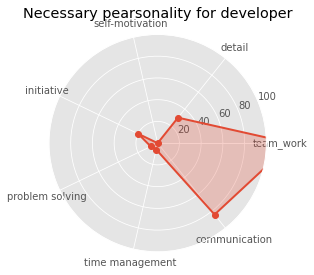 Necessary pearsonality for developer
self-motivation
detail
initiative
100
80
60
40
20
team_work
problem solving
communication
time management